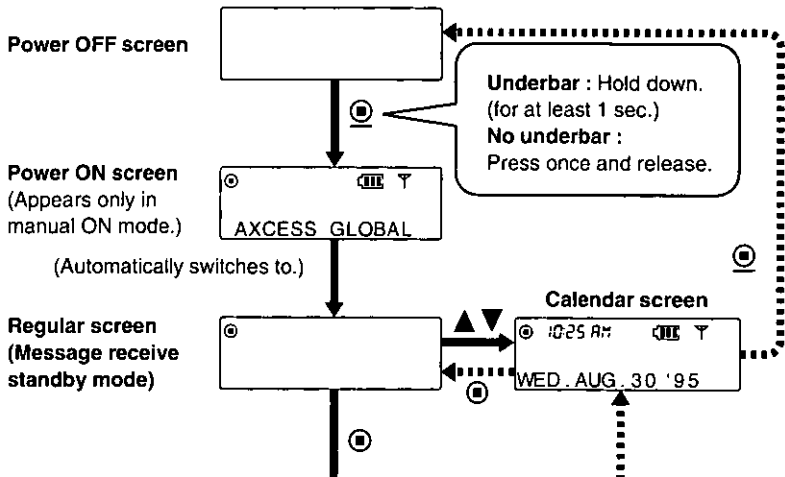 Power OFF screen
Underbar : Hold down.
(for at least 1 sec.)
No underbar :
Press once and release.
Power ON screen
(Appears only in
manual ON mode.)
AXCESS GLOBAL
(Automatically switches to.)
Regular screen
(Message receive
standby mode)
Calendar screen
10:25 AM
WED.AUG.30 '95